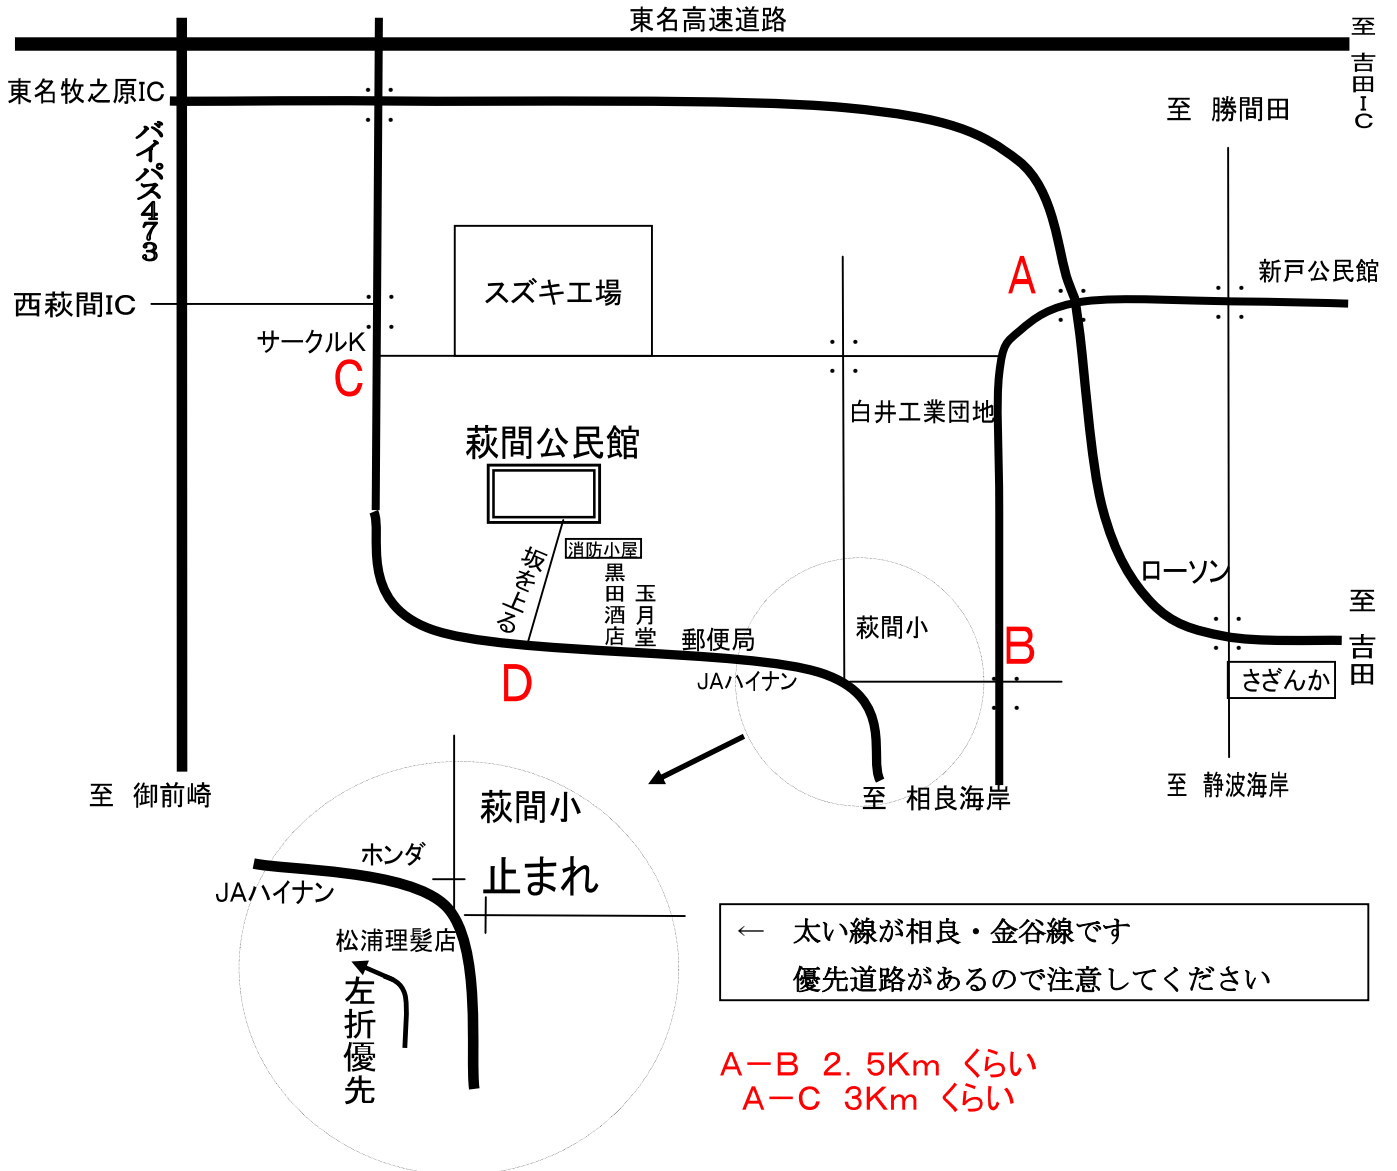 東名高速道路
至 吉田IC
東名牧之原IC
バイパス473
至 勝間田
A
新戸公民館
スズキ工場
西萩間IC
サークルK
C
白井工業団地
萩間公民館
消防小屋
坂を上る
黒田酒店
玉月堂
郵便局
JAハイナン
萩間小
B
ローソン
至 吉田
さざんか
D
至 御前崎
至 相良海岸
至 静波海岸
萩間小
ホンダ
止まれ
JAハイナン
松浦理髪店
左折優先
← 太い線が相良・金谷線です
優先道路があるので注意してください
A-B 2.5Km くらい
A-C 3Km くらい